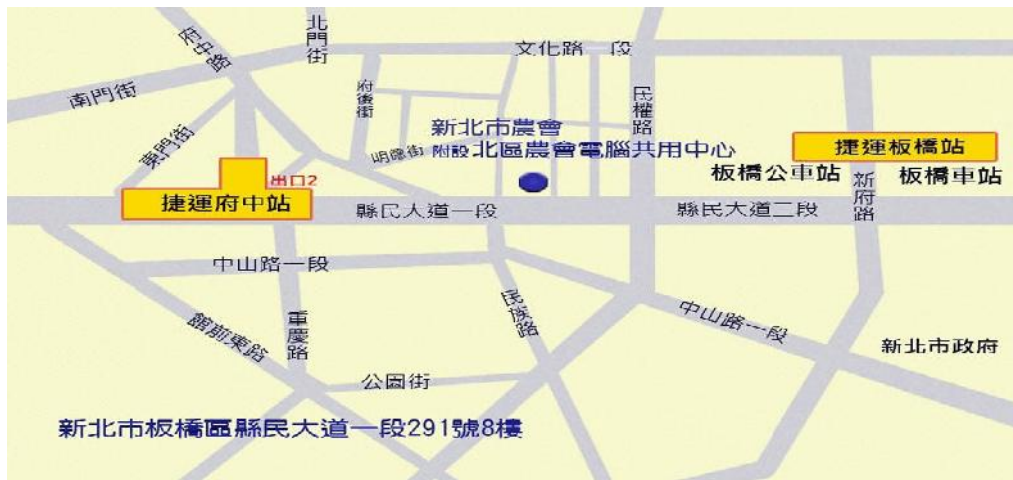 北門街
府中路
文化路一段
南門街
府後街
民權路
東門街
新北市農會
明德街
附設北區農會電腦共用中心
捷運板橋站
板橋公車站
板橋車站
出口2
捷運府中站
縣民大道一段
縣民大道二段
新府路
中山路一段
民族路
館前東路
重慶路
中山路一段
新北市政府
公園街
新北市板橋區縣民大道一段291號8樓